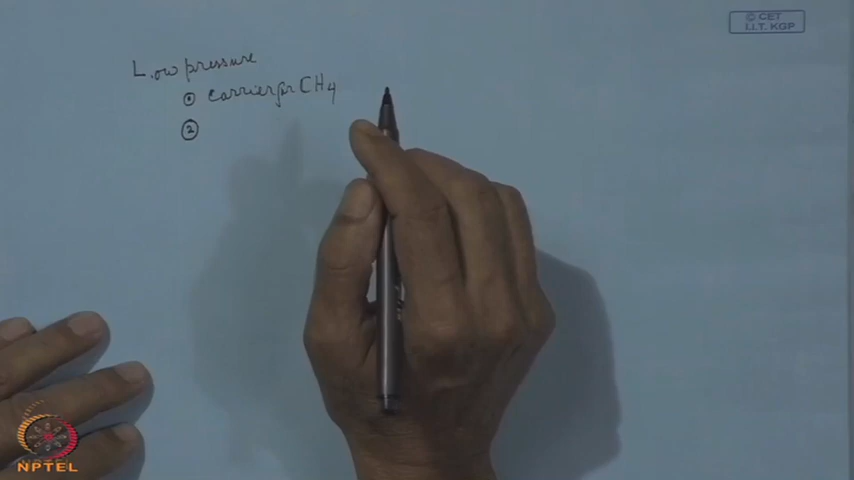 © CET
I.I.T. KGP
Low pressure
① carrier for CH4
②
NPTEL